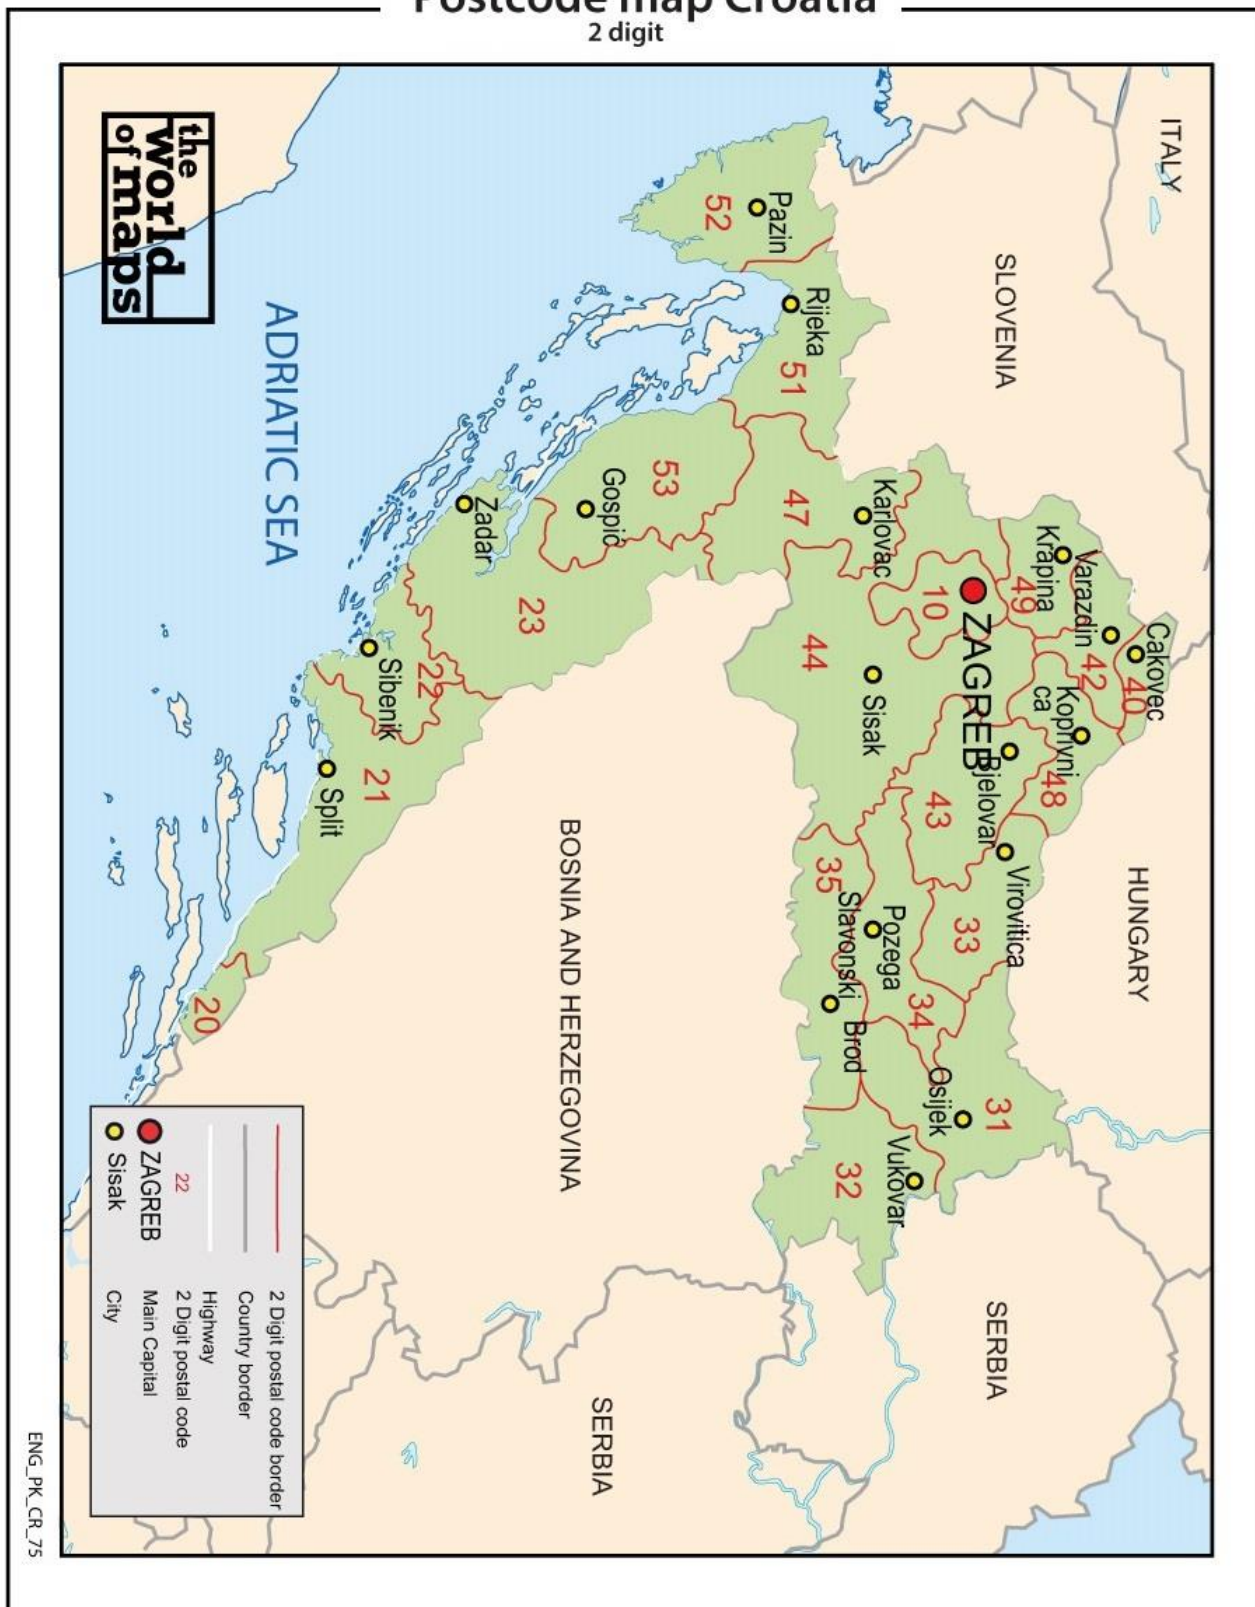 Postcode map Croatia
2 digit
ITALY
SLOVENIA
HUNGARY
SERBIA
SERBIA
BOSNIA AND HERZEGOVINA
ADRIATIC SEA
Cakovec
40
Varazdin
42
Krapina
49
Koprivni
ca
48
ZAGREB
10
Bjelovar
43
Virovitica
33
Karlovac
47
Sisak
44
Pozega
34
35
Slavonski Brod
Osijek
31
Vukovar
32
Pazin
52
Rijeka
51
53
Gospić
Zadar
23
22
Sibenik
21
Split
20
the
world
of maps
2 Digit postal code border
Country border
Highway
22 2 Digit postal code
ZAGREB Main Capital
Sisak City
ENG_PK_CR_75